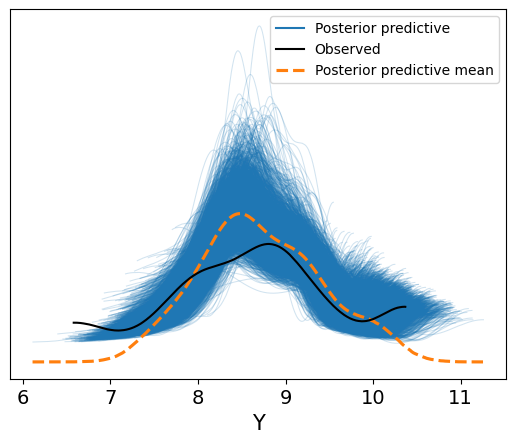 Posterior predictive
Observed
Posterior predictive mean
6 7 8 9 10 11
Y